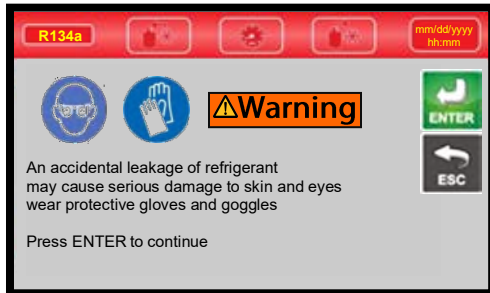 R134a
mm/dd/yyyy
hh:mm
Warning
ENTER
ESC
An accidental leakage of refrigerant
may cause serious damage to skin and eyes
wear protective gloves and goggles
Press ENTER to continue